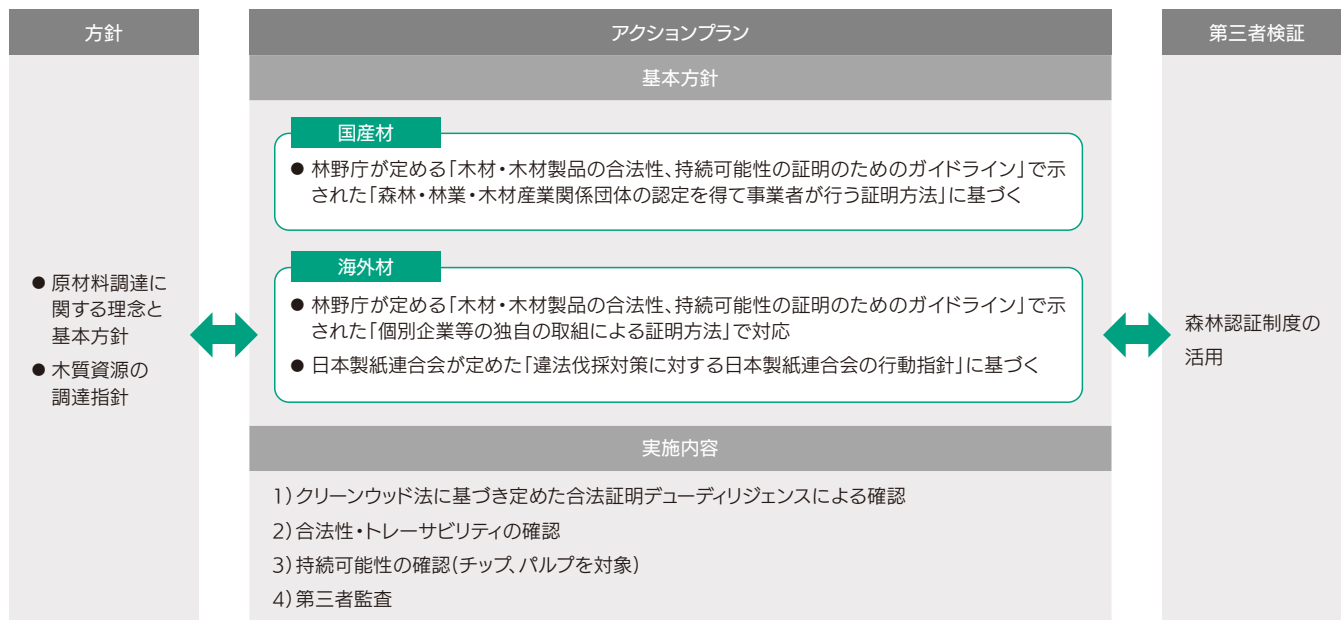 方針
● 原材料調達に
関する理念と
基本方針
● 木質資源の
調達指針
アクションプラン
基本方針
国産材
● 林野庁が定める「木材・木材製品の合法性、持続可能性の証明のためのガイドライン」で示
された「森林・林業・木材産業関係団体の認定を得て事業者が行う証明方法」に基づく
海外材
● 林野庁が定める「木材・木材製品の合法性、持続可能性の証明のためのガイドライン」で示
された「個別企業等の独自の取組による証明方法」で対応
● 日本製紙連合会が定めた「違法伐採対策に対する日本製紙連合会の行動指針」に基づく
実施内容
1)クリーンウッド法に基づき定めた合法証明デューディリジェンスによる確認
2)合法性・トレーサビリティの確認
3)持続可能性の確認(チップ、パルプを対象)
4)第三者監査
第三者検証
森林認証制度の
活用